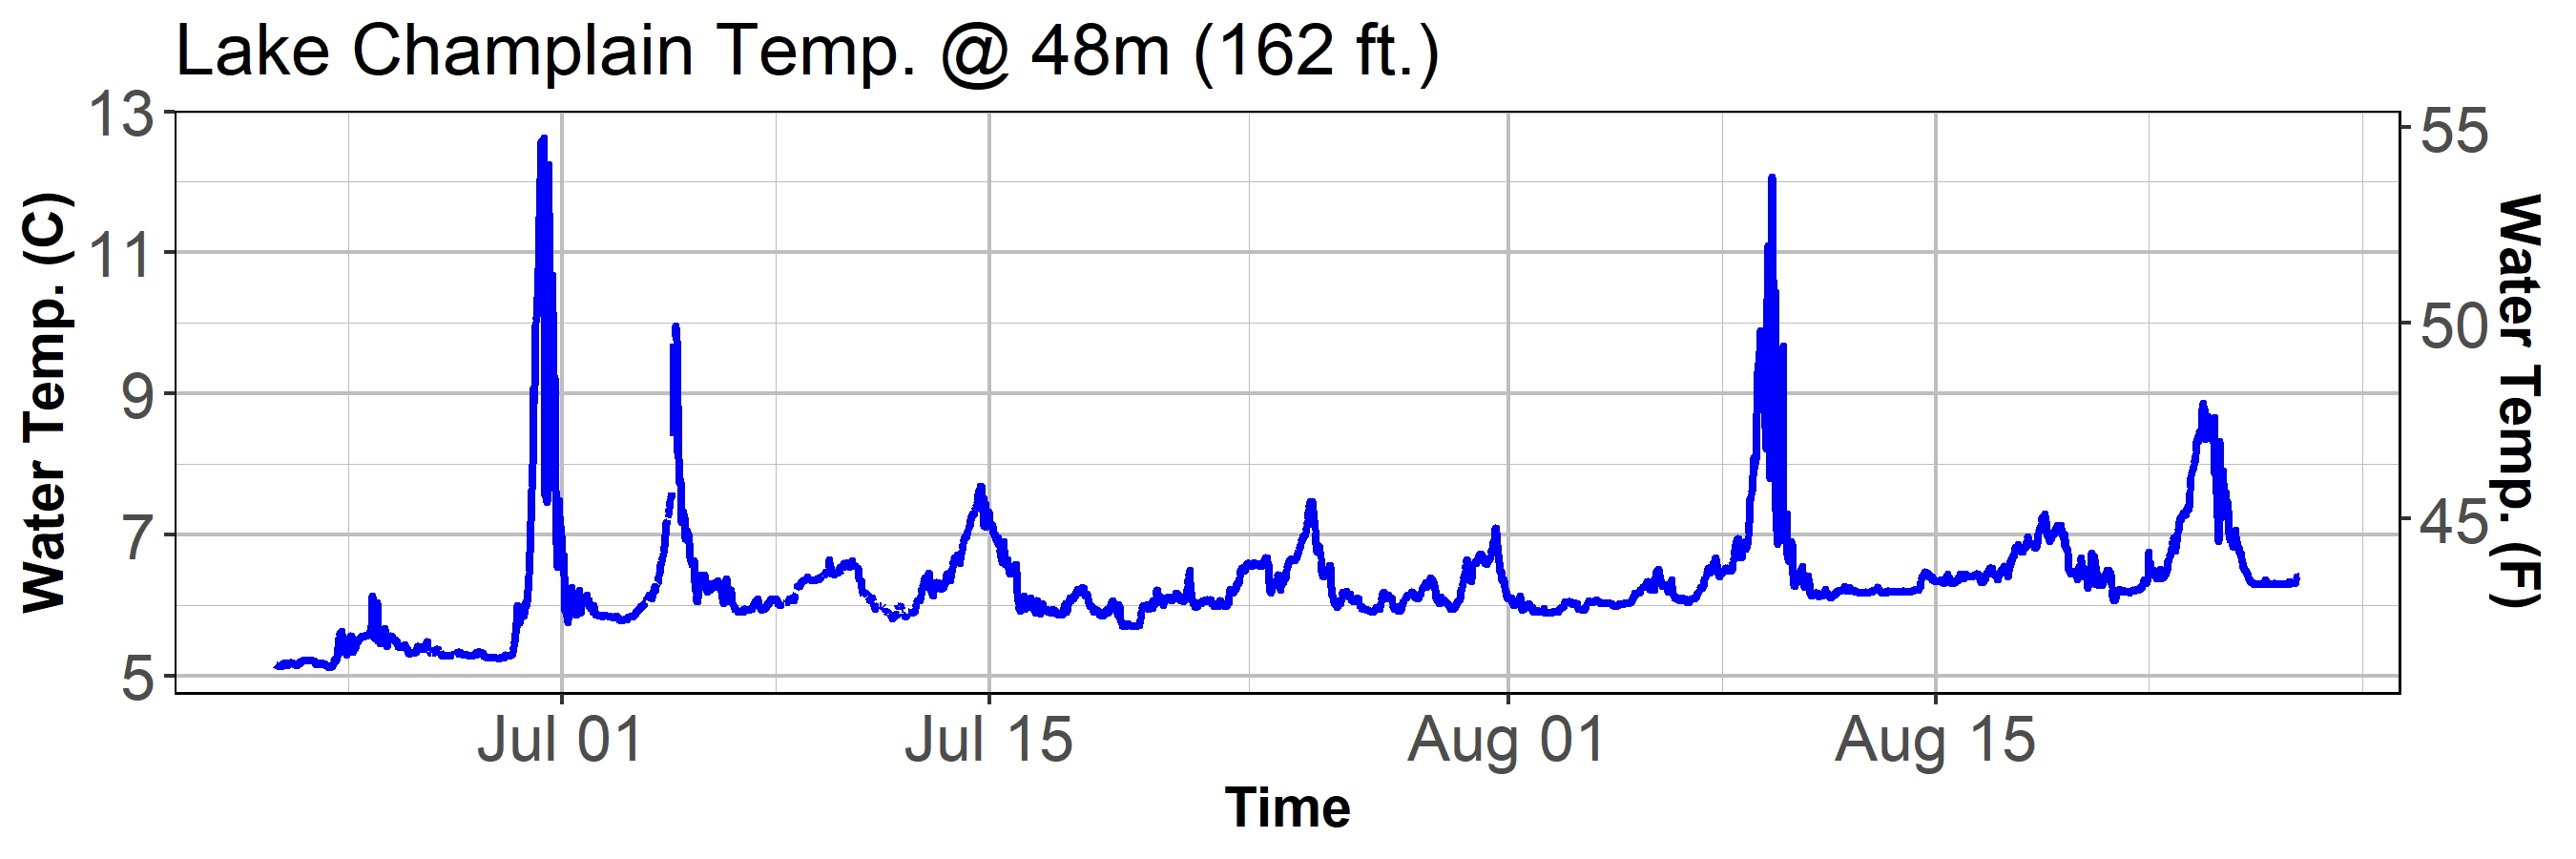 Lake Champlain Temp. @ 48m (162 ft.)
Water Temp. (C)
13
11
9
7
5
55
50
45
Water Temp. (F)
Jul 01 Jul 15 Aug 01 Aug 15
Time